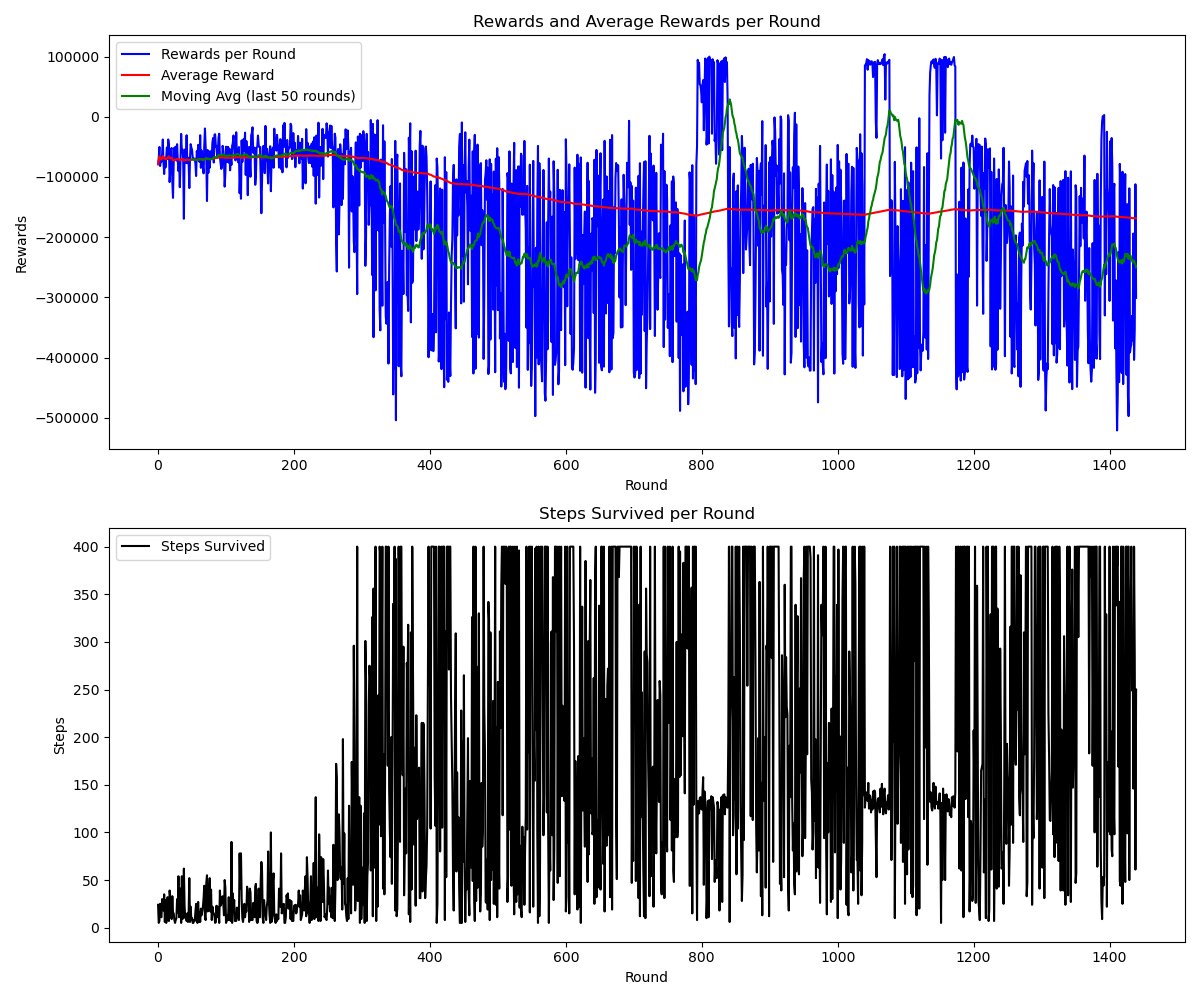 Rewards and Average Rewards per Round
Rewards per Round
Average Reward
Moving Avg (last 50 rounds)
Rewards
100000
0
−100000
−200000
−300000
−400000
−500000
0 200 400 600 800 1000 1200 1400
Round
Steps Survived per Round
Steps Survived
Steps
400
350
300
250
200
150
100
50
0
0 200 400 600 800 1000 1200 1400
Round